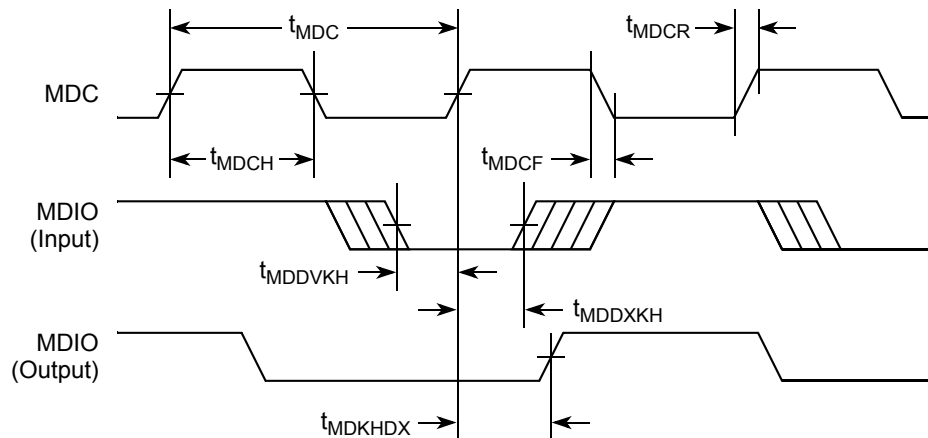 tMDC
tMDCR
MDC
tMDCH
tMDCF
MDIO
(Input)
tMDDVKH
tMDDXKH
MDIO
(Output)
tMDKHDX